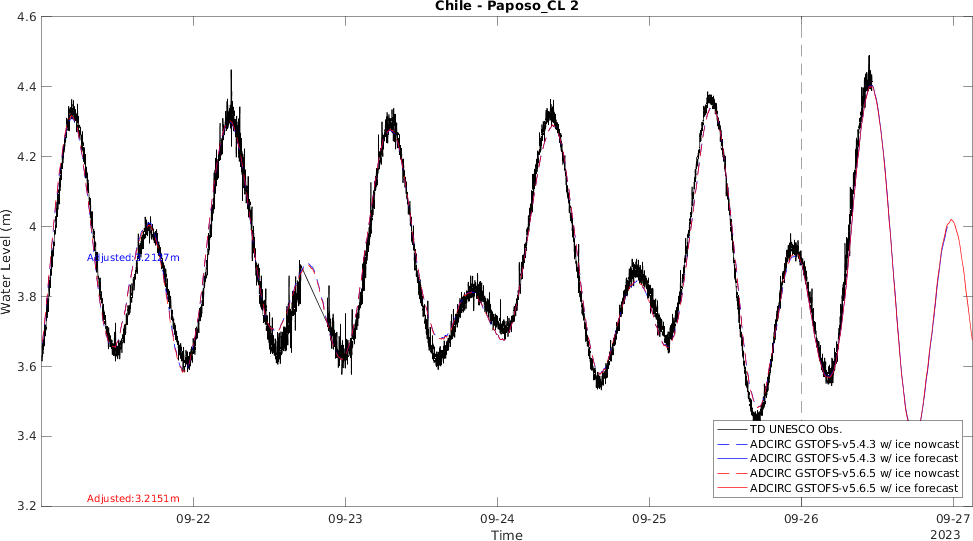 Chile - Paposo_CL 2
4.6
4.4
4.2
4
3.8
3.6
3.4
3.2
Water Level (m)
Adjusted:3.2127m
Adjusted:3.2151m
TD UNESCO Obs.
ADCIRC GSTOFS-v5.4.3 w/ ice nowcast
ADCIRC GSTOFS-v5.4.3 w/ ice forecast
ADCIRC GSTOFS-v5.6.5 w/ ice nowcast
ADCIRC GSTOFS-v5.6.5 w/ ice forecast
09-22 09-23 09-24 09-25 09-26 09-27
Time
2023